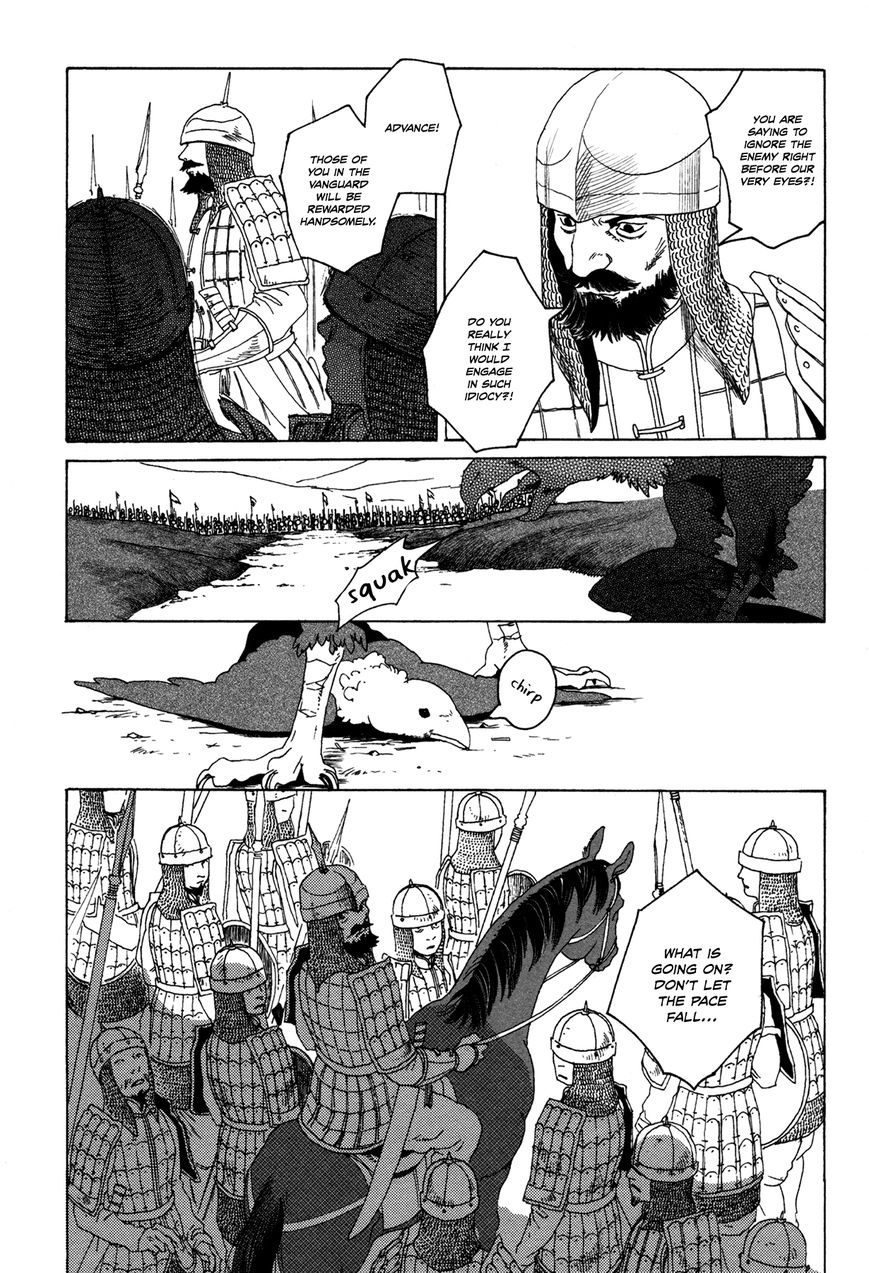 YOU ARE
SAYING TO
IGNORE THE
ENEMY RIGHT
BEFORE OUR
VERY EYES?!
DO YOU
REALLY
THINK I
WOULD
ENGAGE
IN SUCH
IDIOCY?!
ADVANCE!
THOSE OF
YOU IN THE
VANGUARD
WILL BE
REWARDED
HANDSOMELY.
squak
chirp
WHAT IS
GOING ON?
DON'T LET
THE PACE
FALL...